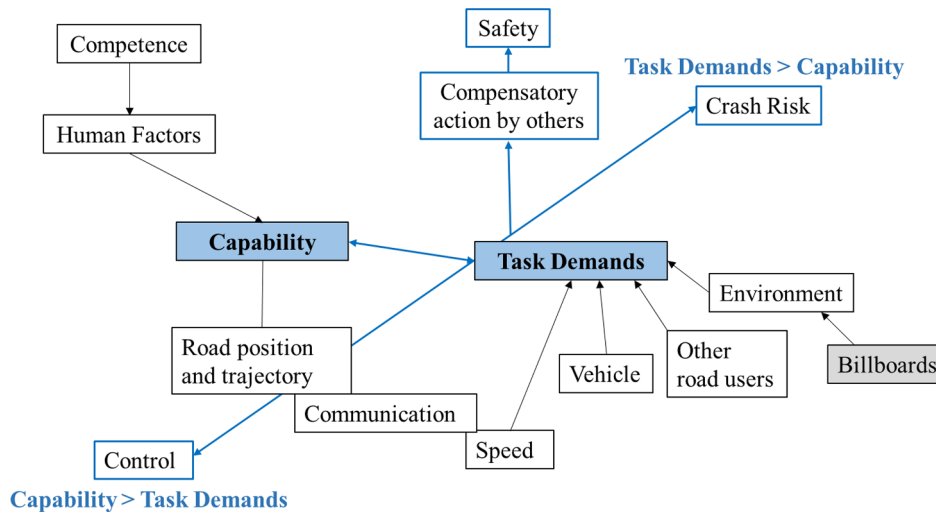 Safety
Competence
Task Demands > Capability
Compensatory
action by others
Crash Risk
Human Factors
Capability
Task Demands
Environment
Road position
and trajectory
Other
road users
Vehicle
Billboards
Communication
Speed
Control
Capability > Task Demands